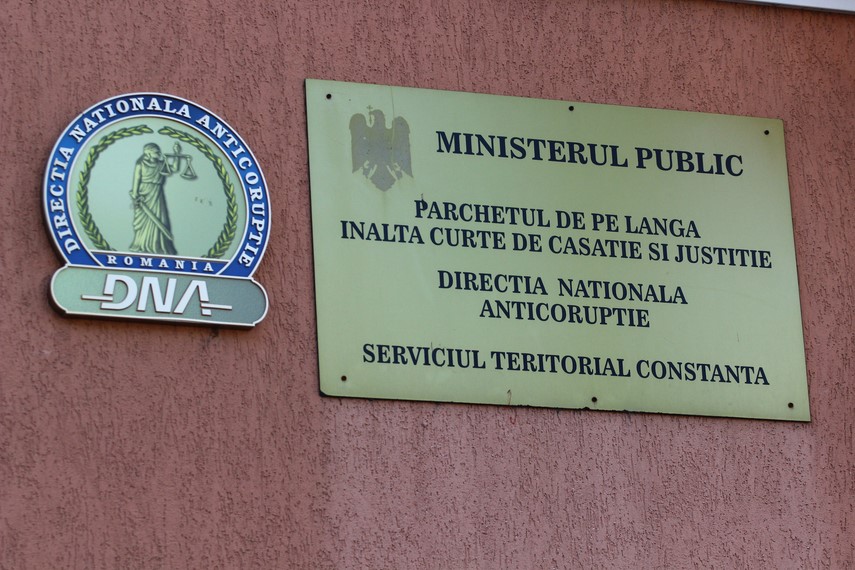 DIRECTIA NATIONALA ANTICORUPTIE
ROMANIA
DNA
MINISTERUL PUBLIC
PARCHETUL DE PE LANGA
INALTA CURTE DE CASATIE SI JUSTITIE
DIRECTIA NATIONALA
ANTICORUPTIE
SERVICIUL TERITORIAL CONSTANTA